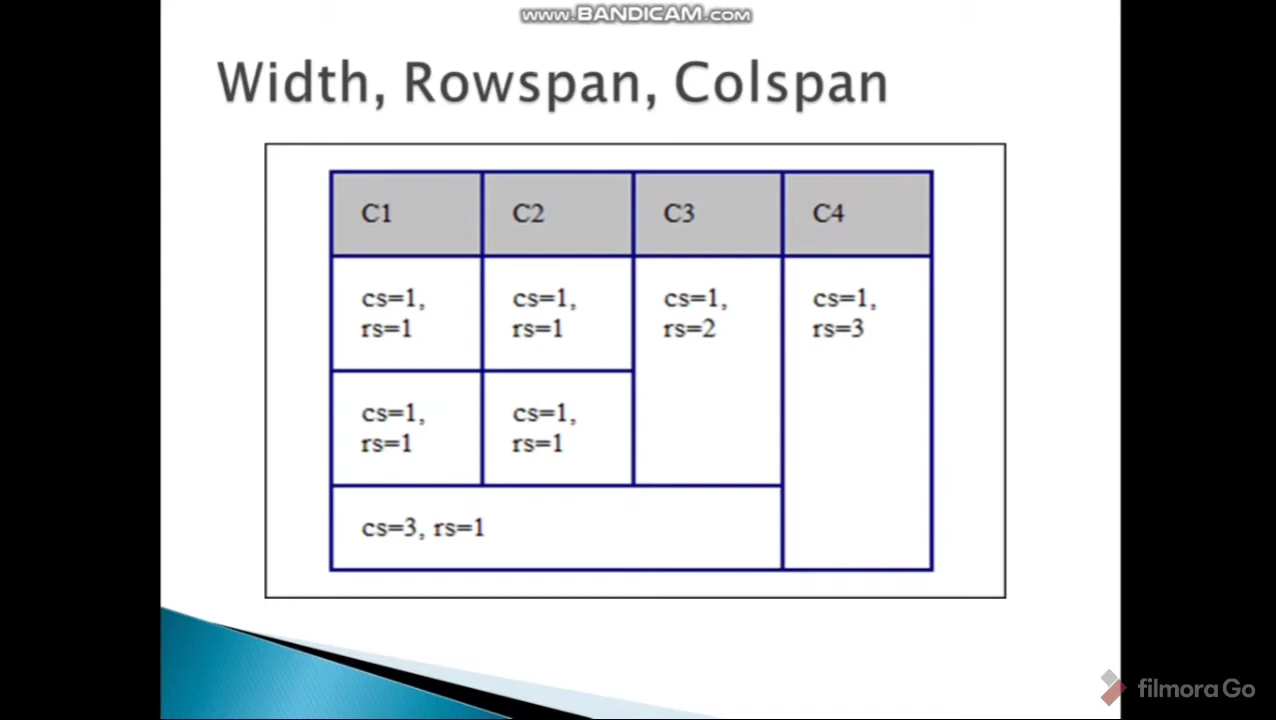 www.BANDICAM.com
Width, Rowspan, Colspan
C1 C2 C3 C4
cs=1, cs=1, cs=1, cs=1,
rs=1 rs=1 rs=2 rs=3
cs=1, cs=1,
rs=1 rs=1
cs=3, rs=1
filmoraGo